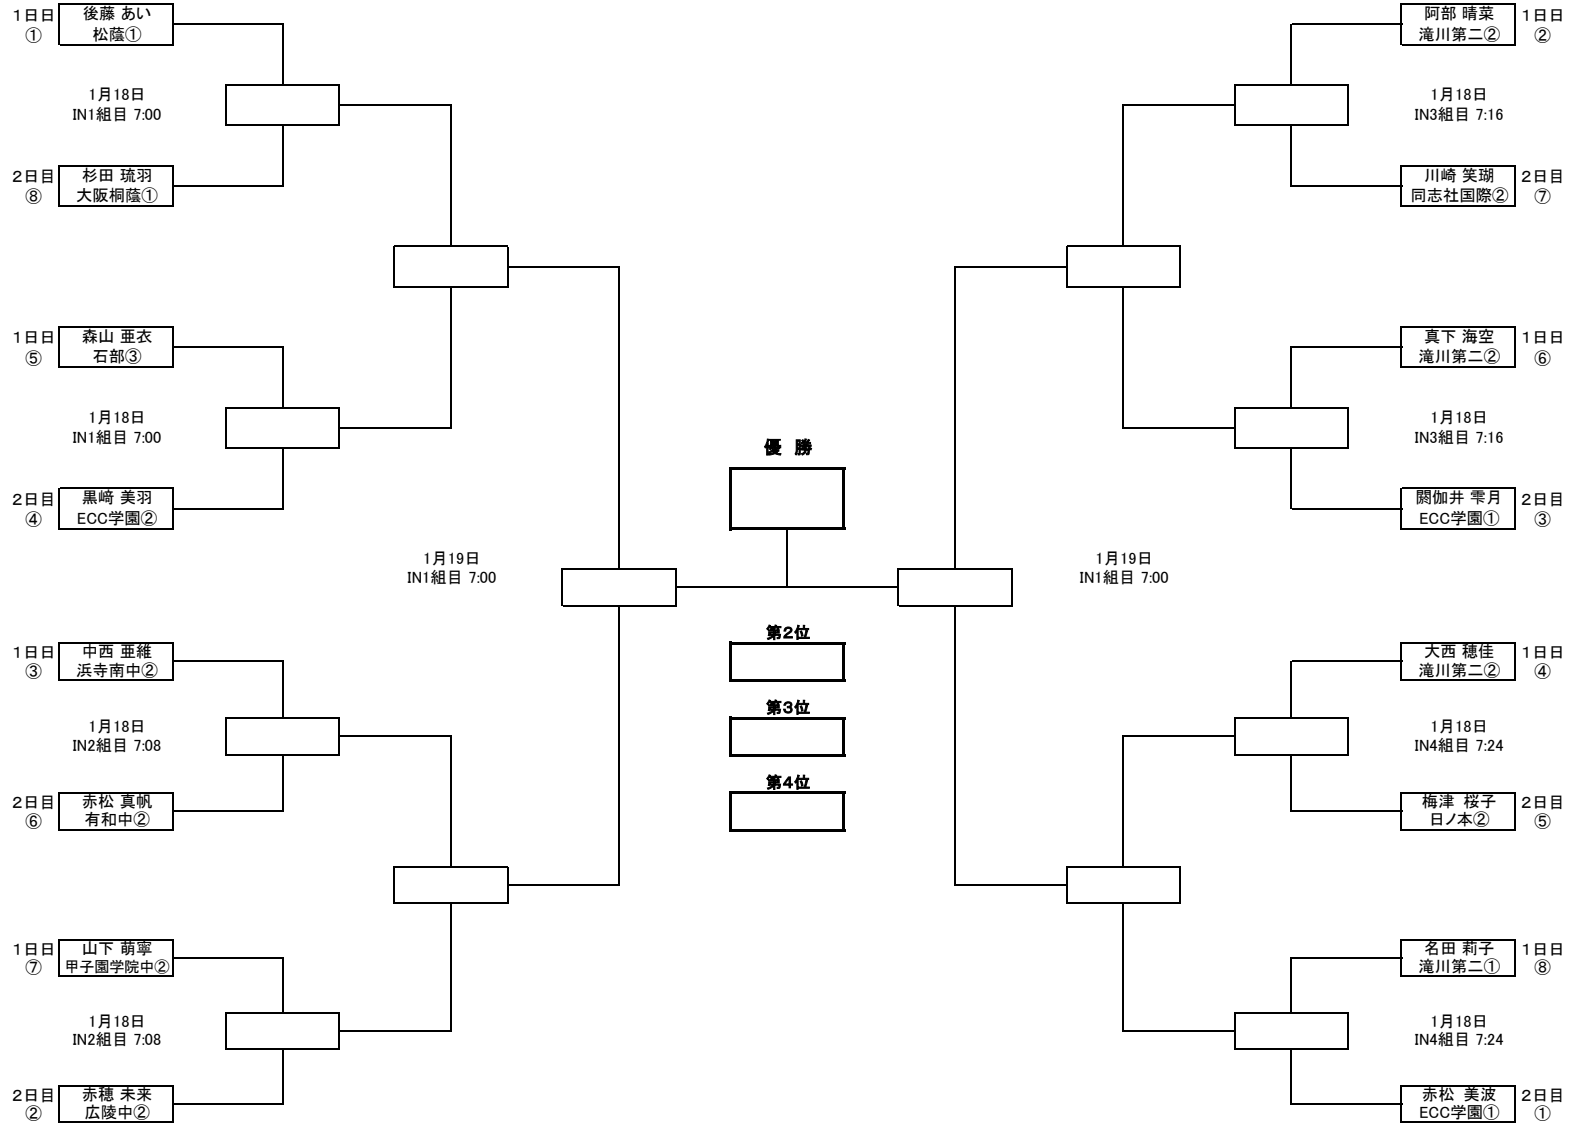 1日目
①
後藤 あい
松蔭①
1月18日
IN1組目 7:00
2日目
⑧
杉田 琉羽
大阪桐蔭①
1日目
⑤
森山 亜衣
石部③
1月18日
IN1組目 7:00
2日目
④
黒﨑 美羽
ECC学園②
1月19日
IN1組目 7:00
1日目
③
中西 亜維
浜寺南中②
1月18日
IN2組目 7:08
2日目
⑥
赤松 真帆
有和中②
1日目
⑦
山下 萌寧
甲子園学院中②
1月18日
IN2組目 7:08
2日目
②
赤穂 未来
広陵中②
優 勝
第2位
第3位
第4位
阿部 晴菜
滝川第二②
1日目
②
1月18日
IN3組目 7:16
川崎 笑瑚
同志社国際②
2日目
⑦
真下 海空
滝川第二②
1日目
⑥
1月18日
IN3組目 7:16
閼伽井 雫月
ECC学園①
2日目
③
1月19日
IN1組目 7:00
大西 穂佳
滝川第二②
1日目
④
1月18日
IN4組目 7:24
梅津 桜子
日ノ本②
2日目
⑤
名田 莉子
滝川第二①
1日目
⑧
1月18日
IN4組目 7:24
赤松 美波
ECC学園①
2日目
①